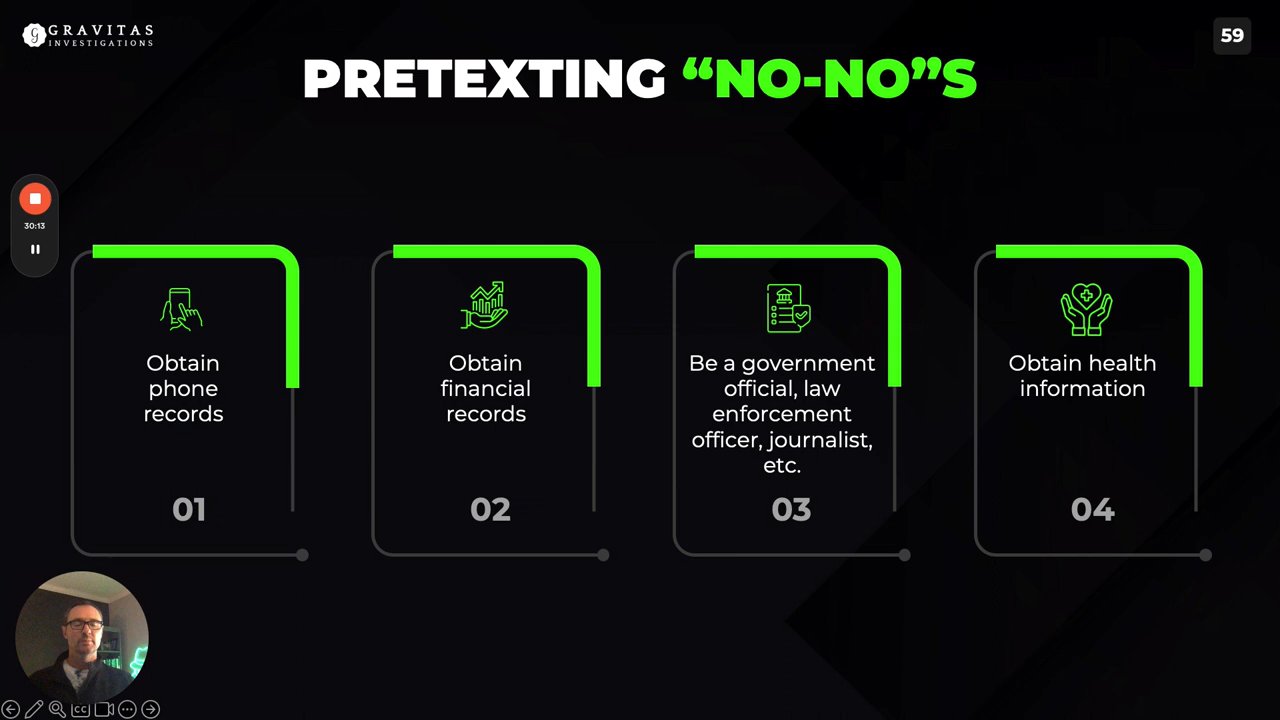 GRAVITAS
INVESTIGATIONS
59
PRETEXTING “NO-NO”S
30:13
Obtain
phone
records
01
Obtain
financial
records
02
Be a government
official, law
enforcement
officer, journalist,
etc.
03
Obtain health
information
04
CC